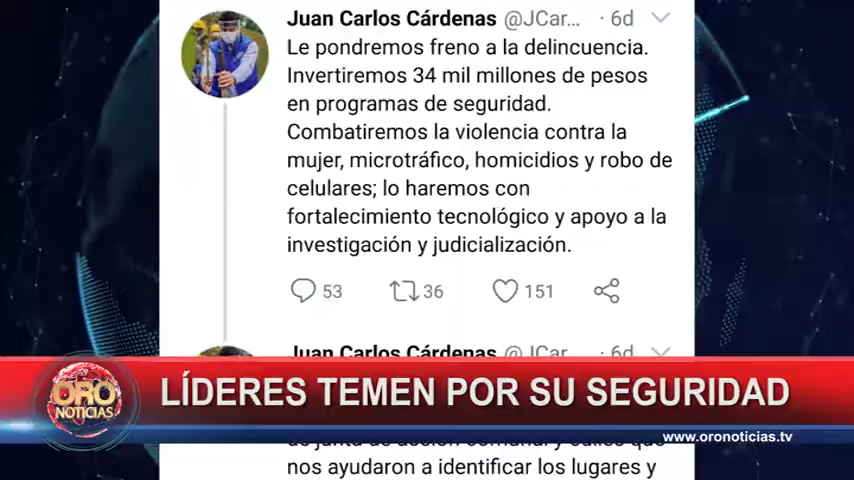 Juan Carlos Cárdenas @JCar... · 6d
Le pondremos freno a la delincuencia.
Invertiremos 34 mil millones de pesos
en programas de seguridad.
Combatiremos la violencia contra la
mujer, microtráfico, homicidios y robo de
celulares; lo haremos con
fortalecimiento tecnológico y apoyo a la
investigación y judicialización.
53 36 151
Juan Carlos Cárdenas @JCar... · 6d
ORO
NOTICIAS
LÍDERES TEMEN POR SU SEGURIDAD
www.oronoticias.tv
nos ayudaron a identificar los lugares y